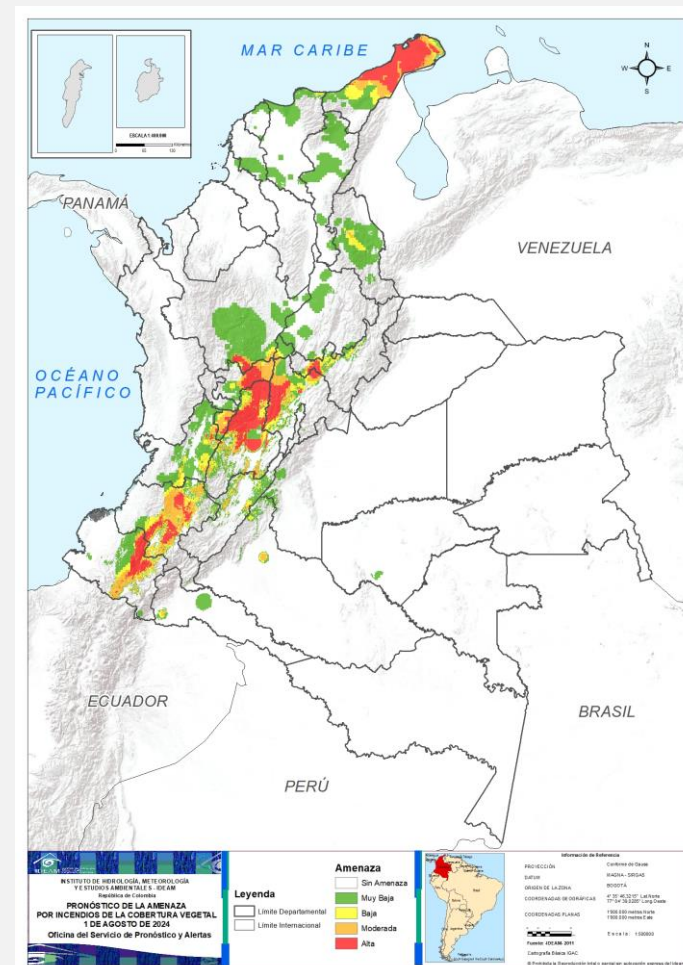 MAR CARIBE
N
W
E
S
PANAMÁ
VENEZUELA
OCÉANO
PACÍFICO
ECUADOR
BRASIL
PERÚ
IDEAM
INSTITUTO DE HIDROLOGÍA, METEOROLOGÍA
Y ESTUDIOS AMBIENTALES - IDEAM
República de Colombia
PRONÓSTICO DE LA AMENAZA
POR INCENDIOS DE LA COBERTURA VEGETAL
1 DE AGOSTO DE 2024
Oficina del Servicio de Pronóstico y Alertas
Leyenda
Límite Departamental
Límite Internacional
Amenaza
Sin Amenaza
Muy Baja
Baja
Moderada
Alta
Información de Referencia
PROYECCIÓN Conforme de Gauss
DATUM MAGNA - SIRGAS
ORIGEN DE LA ZONA BOGOTÁ
COORDENADAS GEOGRÁFICAS
COORDENADAS PLANAS
Fuente: IDEAM 2011
Cartografía Básica IGAC